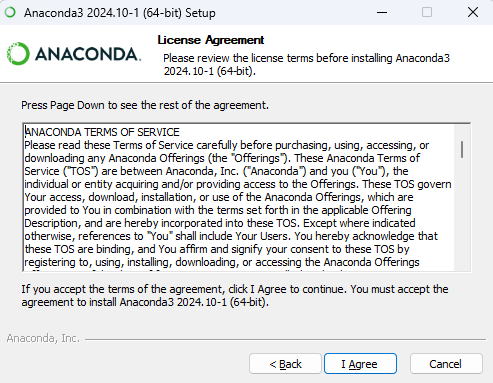 Anaconda3 2024.10-1 (64-bit) Setup
ANACONDA.
License Agreement
Please review the license terms before installing Anaconda3
2024.10-1 (64-bit).
Press Page Down to see the rest of the agreement.
ANACONDA TERMS OF SERVICE
Please read these Terms of Service carefully before purchasing, using, accessing, or
downloading any Anaconda Offerings (the "Offerings"). These Anaconda Terms of
Service ("TOS") are between Anaconda, Inc. ("Anaconda") and you ("You"), the
individual or entity acquiring and/or providing access to the Offerings. These TOS govern
Your access, download, installation, or use of the Anaconda Offerings, which are
provided to You in combination with the terms set forth in the applicable Offering
Description, and are hereby incorporated into these TOS. Except where indicated
otherwise, references to "You" shall include Your Users. You hereby acknowledge that
these TOS are binding, and You affirm and signify your consent to these TOS by
registering to, using, installing, downloading, or accessing the Anaconda Offerings
If you accept the terms of the agreement, click I Agree to continue. You must accept the
agreement to install Anaconda3 2024.10-1 (64-bit).
Anaconda, Inc.
< Back
I Agree
Cancel